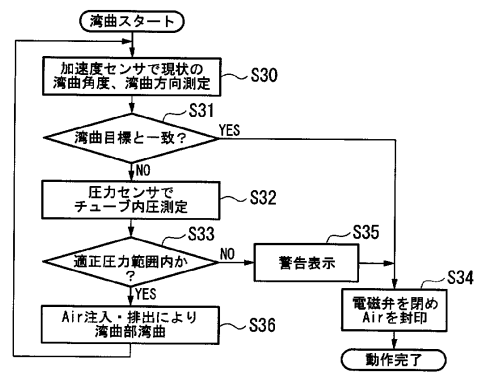 湾曲スタート
加速度センサで現状の
湾曲角度、湾曲方向測定
S30
S31
湾曲目標と一致?
YES
NO
圧力センサで
チューブ内圧測定
S32
S33
適正圧力範囲内か
?
NO
YES
S35
警告表示
S34
電磁弁を閉め
Airを封印
Air注入・排出により
湾曲部湾曲
S36
動作完了